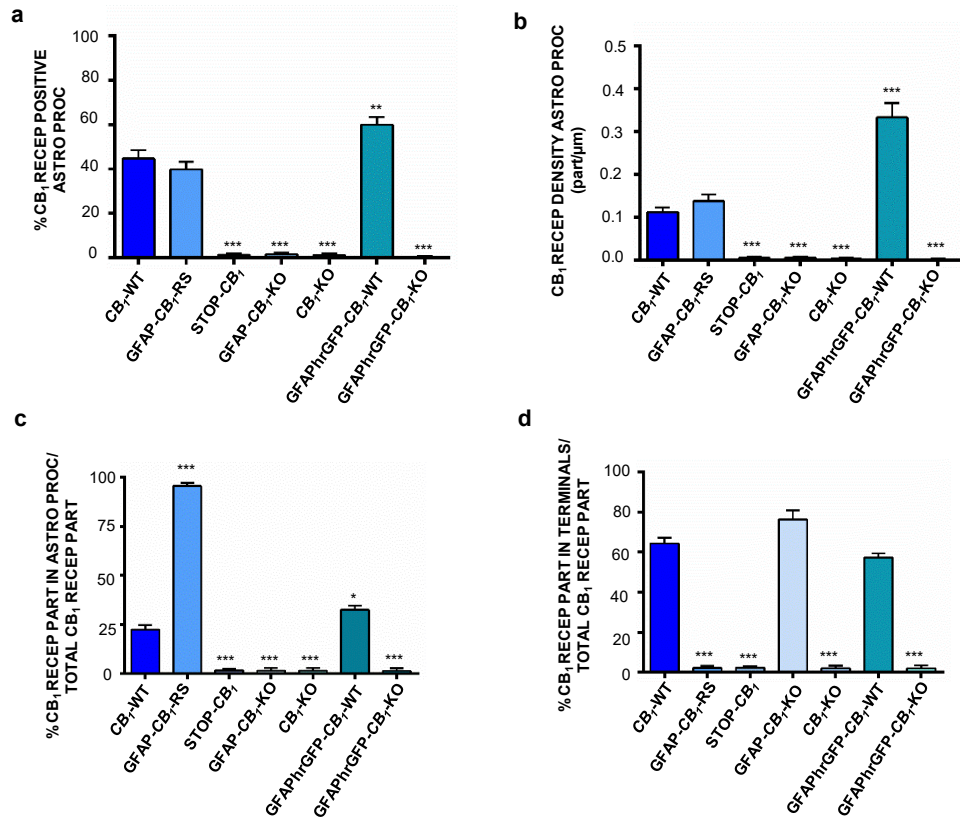 a
%CB₁ RECEP POSITIVE
ASTRO PROC
100
80
60
40
20
0
***
***
***
**
***
CB₁-WT
GFAP-CB₁-RS
STOP-CB₁
GFAP-CB₁-KO
CB₁-KO
GFAPhrGFP-CB₁-WT
GFAPhrGFP-CB₁-KO
b
CB₁ RECEP DENSITY ASTRO PROC
(part/µm)
0.5
0.4
0.3
0.2
0.1
0.0
***
***
***
***
***
CB₁-WT
GFAP-CB₁-RS
STOP-CB₁
GFAP-CB₁-KO
CB₁-KO
GFAPhrGFP-CB₁-WT
GFAPhrGFP-CB₁-KO
c
%CB₁ RECEP PART IN ASTRO PROC/
TOTAL CB₁ RECEP PART
100
75
50
25
0
***
***
***
***
*
***
CB₁-WT
GFAP-CB₁-RS
STOP-CB₁
GFAP-CB₁-KO
CB₁-KO
GFAPhrGFP-CB₁-WT
GFAPhrGFP-CB₁-KO
d
%CB₁ RECEP PART IN TERMINALS/
TOTAL CB₁ RECEP PART
100
80
60
40
20
0
***
***
***
***
CB₁-WT
GFAP-CB₁-RS
STOP-CB₁
GFAP-CB₁-KO
CB₁-KO
GFAPhrGFP-CB₁-WT
GFAPhrGFP-CB₁-KO